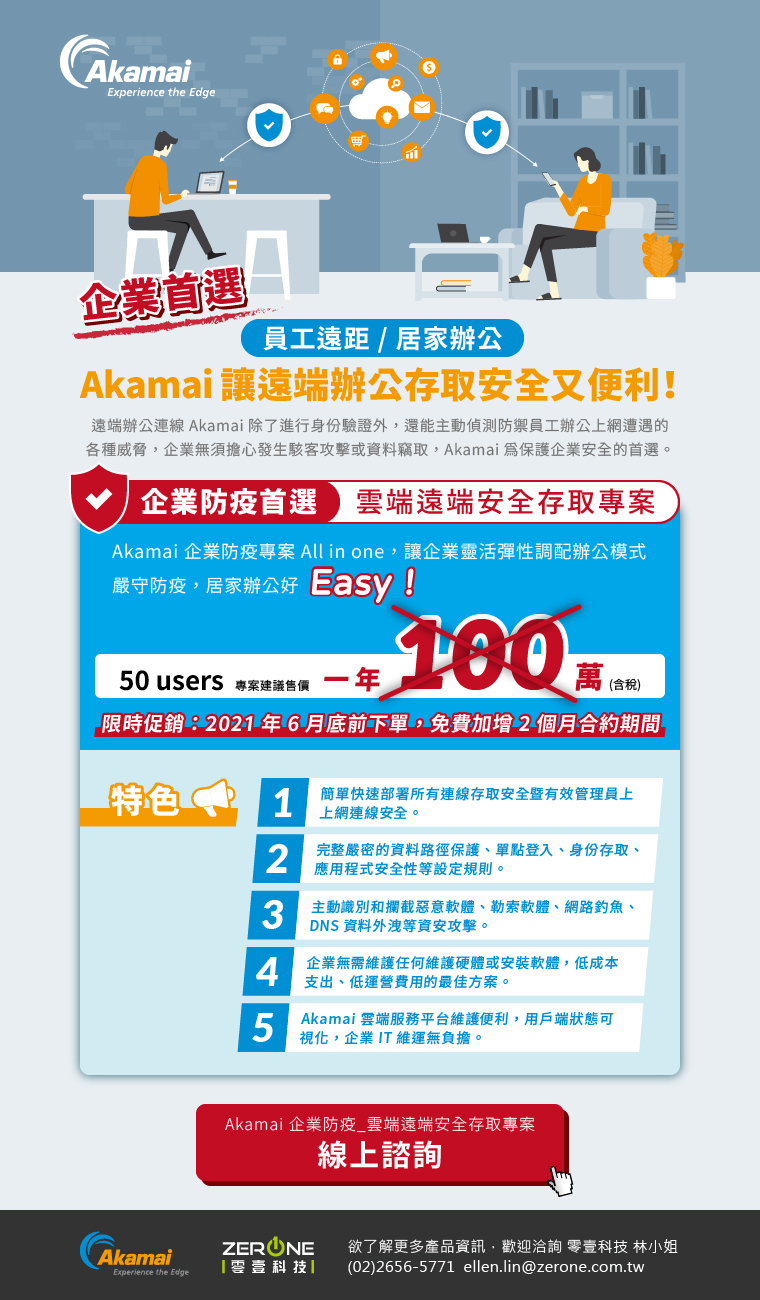 Akamai
Experience the Edge
企業首選
員工遠距 / 居家辦公
Akamai 讓遠端辦公存取安全又便利!
遠端辦公連線 Akamai 除了進行身份驗證外，還能主動偵測防禦員工辦公上網遭遇的
各種威脅，企業無須擔心發生駭客攻擊或資料竊取，Akamai 為保護企業安全的首選。
企業防疫首選 雲端遠端安全存取專案
Akamai 企業防疫專案 All in one，讓企業靈活彈性調配辦公模式
嚴守防疫，居家辦公好 Easy！
50 users 專案建議售價 一年 100 萬 (含稅)
限時促銷：2021 年 6 月底前下單，免費加增 2 個月合約期間
特色
1 簡單快速部署所有連線存取安全暨有效管理員上
上網連線安全。
2 完整嚴密的資料路徑保護、單點登入、身份存取、
應用程式安全性等設定規則。
3 主動識別和攔截惡意軟體、勒索軟體、網路釣魚、
DNS 資料外洩等資安攻擊。
4 企業無需維護任何維護硬體或安裝軟體，低成本
支出、低運營費用的最佳方案。
5 Akamai 雲端服務平台維護便利，用戶端狀態可
視化，企業 IT 維運無負擔。
Akamai 企業防疫_雲端遠端安全存取專案
線上諮詢
Akamai
Experience the Edge
ZERONE
零壹科技
欲了解更多產品資訊．歡迎洽詢 零壹科技 林小姐
(02)2656-5771 ellen.lin@zerone.com.tw